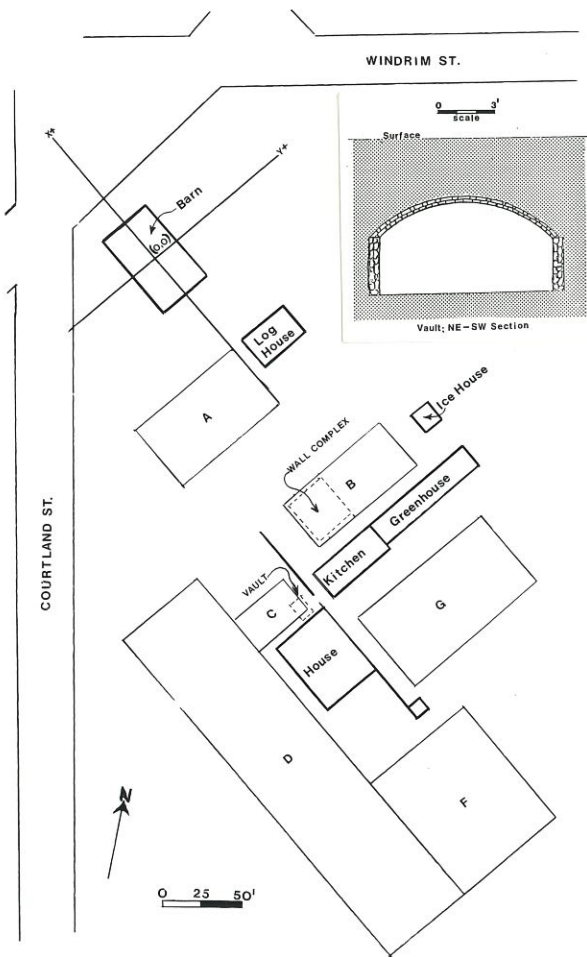 WINDRIM ST.
0 3'
scale
Surface
Vault; NE-SW Section
X+
Y+
Barn
(0,0)
Log
House
A
Ice House
WALL COMPLEX
B
Greenhouse
Kitchen
VAULT
C
G
House
COURTLAND ST.
D
F
N
0 25 50'